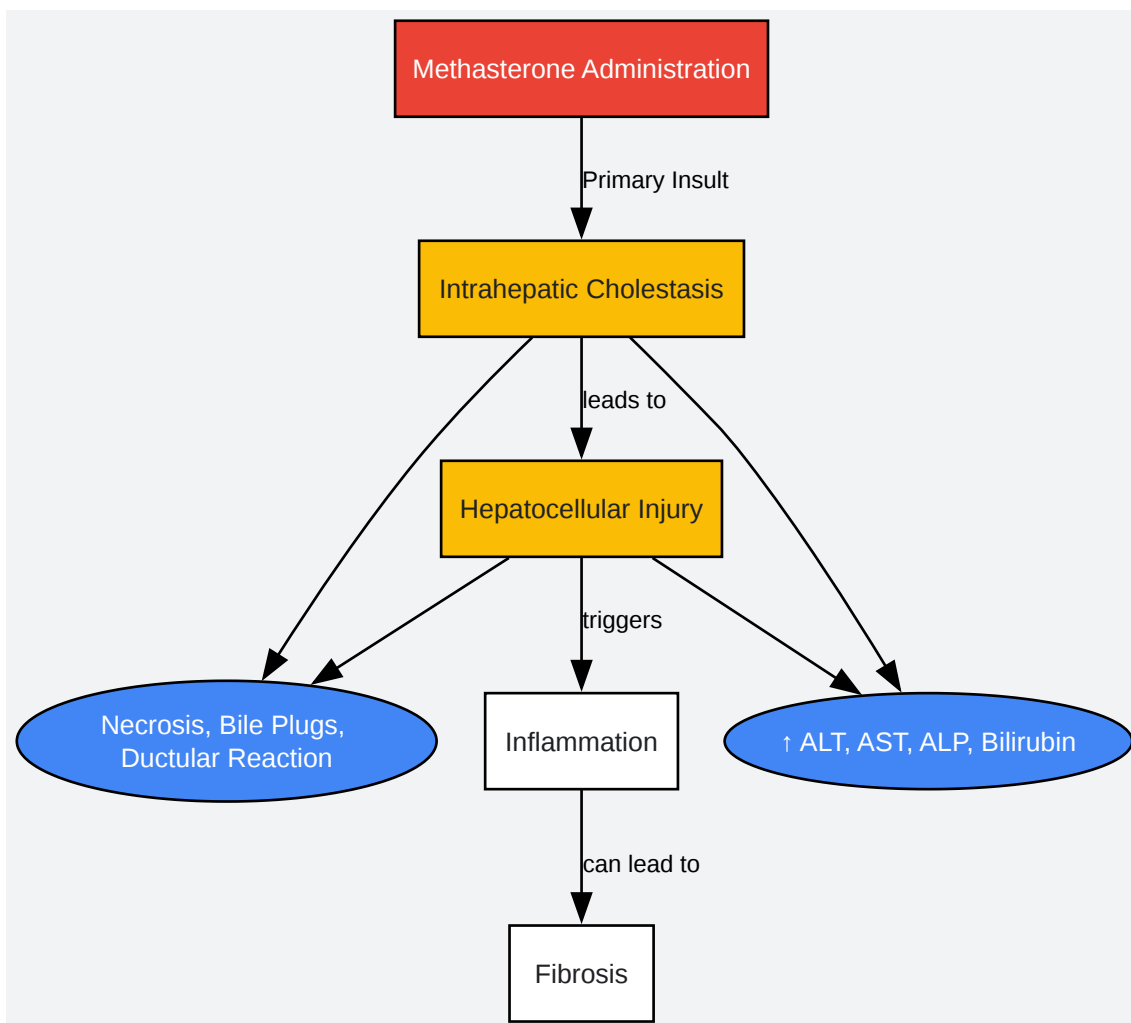 Methasterone Administration
Primary Insult
Intrahepatic Cholestasis
leads to
Hepatocellular Injury
triggers
Necrosis, Bile Plugs,
Ductular Reaction
Inflammation
↑ ALT, AST, ALP, Bilirubin
can lead to
Fibrosis